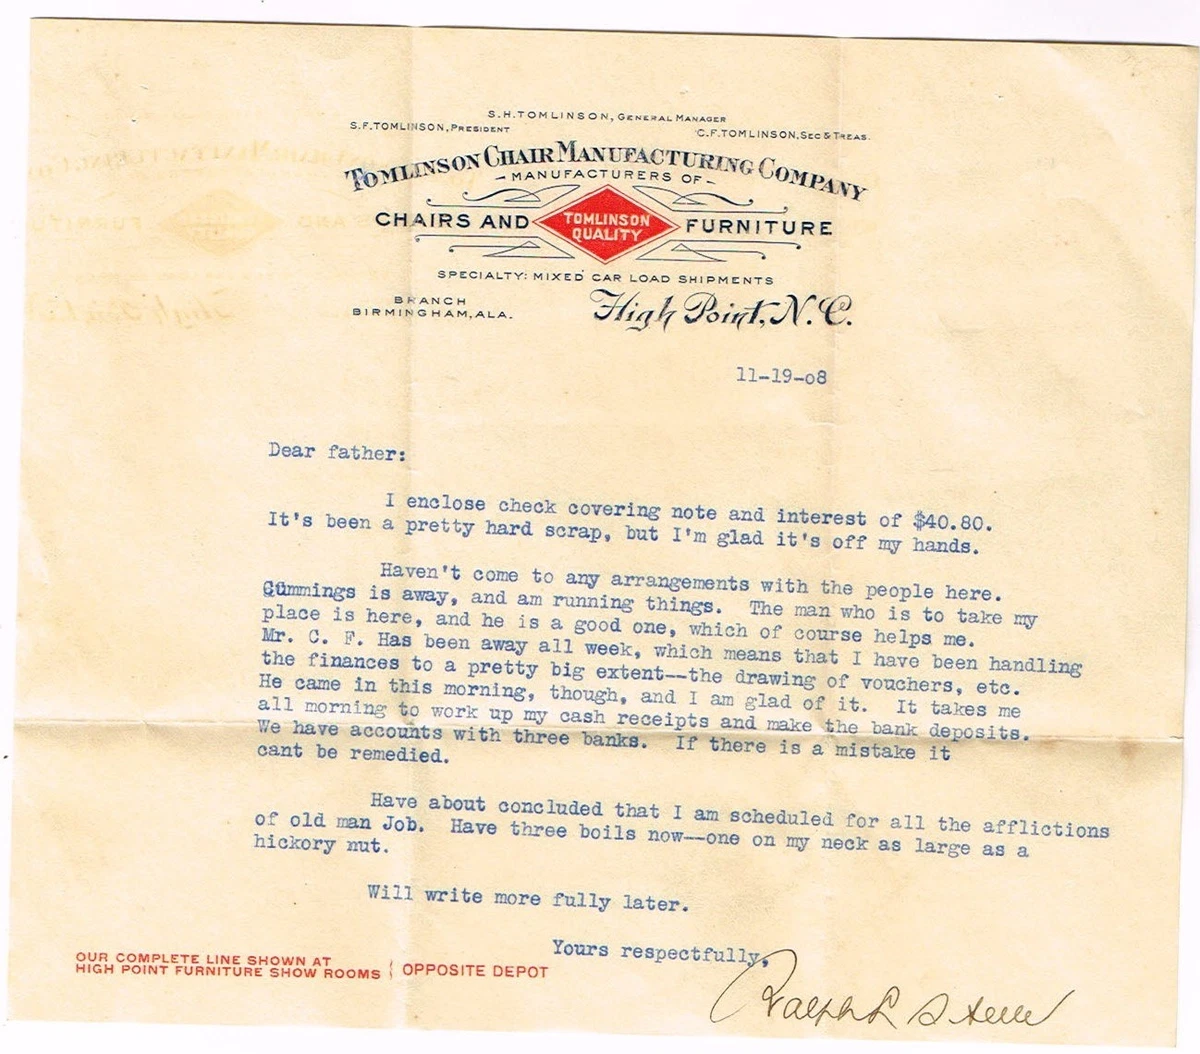 S.H.TOMLINSON, GENERAL MANAGER
S.F.TOMLINSON, PRESIDENT
C.F.TOMLINSON, SEC & TREAS.
TOMLINSON CHAIR MANUFACTURING COMPANY
-MANUFACTURERS OF-
CHAIRS AND TOMLINSON QUALITY FURNITURE
SPECIALTY: MIXED CAR LOAD SHIPMENTS
BRANCH
BIRMINGHAM, ALA.
High Point, N.C.
11-19-08
Dear father:
I enclose check covering note and interest of $40.80.
It's been a pretty hard scrap, but I'm glad it's off my hands.
Haven't come to any arrangements with the people here.
Cummings is away, and am running things. The man who is to take my
place is here, and he is a good one, which of course helps me.
Mr. C. F. Has been away all week, which means that I have been handling
the finances to a pretty big extent--the drawing of vouchers, etc.
He came in this morning, though, and I am glad of it. It takes me
all morning to work up my cash receipts and make the bank deposits.
We have accounts with three banks. If there is a mistake it
cant be remedied.
Have about concluded that I am scheduled for all the afflictions
of old man Job. Have three boils now--one on my neck as large as a
hickory nut.
Will write more fully later.
Yours respectfully,
Ralph L
OUR COMPLETE LINE SHOWN AT
HIGH POINT FURNITURE SHOW ROOMS
OPPOSITE DEPOT